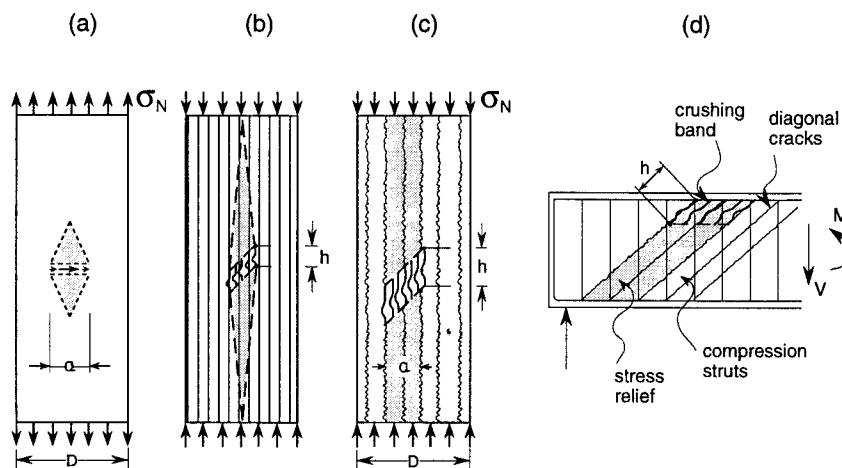 (a)
(b)
(c)
(d)
σN
σN
crushing
band
diagonal
cracks
h
h
h
M
V
a
a
stress
relief
compression
struts
D
D